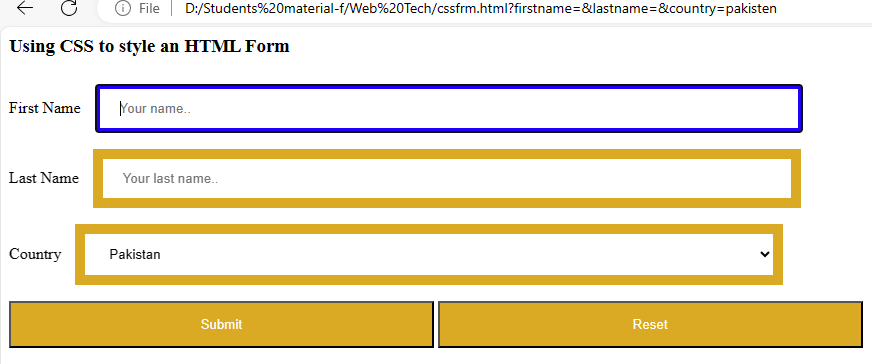 File D:/Students%20material-f/Web%20Tech/cssfrm.html?firstname=&lastname=&country=pakisten
Using CSS to style an HTML Form
First Name Your name..
Last Name Your last name..
Country Pakistan
Submit Reset